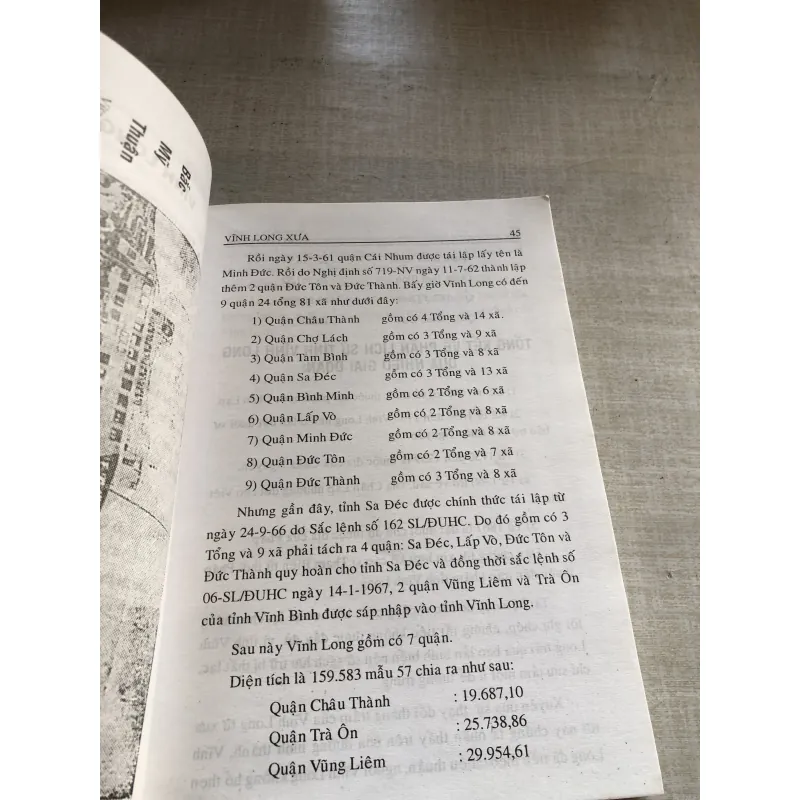 Bắc
Mỹ
Thuận
VĨNH LONG XƯA 45
Rồi ngày 15-3-61 quận Cái Nhum được tái lập lấy tên là
Minh Đức. Rồi do Nghị định số 719-NV ngày 11-7-62 thành lập
thêm 2 quận Đức Tôn và Đức Thành. Bấy giờ Vĩnh Long có đến
9 quận 24 tổng 81 xã như dưới đây:
1) Quận Châu Thành gồm có 4 Tổng và 14 xã.
2) Quận Chợ Lách gồm có 3 Tổng và 9 xã
3) Quận Tam Bình gồm có 3 Tổng và 8 xã
4) Quận Sa Đéc gồm có 3 Tổng và 13 xã
5) Quận Bình Minh gồm có 2 Tổng và 6 xã
6) Quận Lấp Vò gồm có 2 Tổng và 8 xã
7) Quận Minh Đức gồm có 2 Tổng và 8 xã
8) Quận Đức Tôn gồm có 2 Tổng và 7 xã
9) Quận Đức Thành gồm có 3 Tổng và 8 xã
Nhưng gần đây, tỉnh Sa Đéc được chính thức tái lập từ
ngày 24-9-66 do Sắc lệnh số 162 SL/ĐUHC. Do đó gồm có 3
Tổng và 9 xã phải tách ra 4 quận: Sa Đéc, Lấp Vò, Đức Tôn và
Đức Thành quy hoàn cho tỉnh Sa Đéc và đồng thời sắc lệnh số
06-SL/ĐUHC ngày 14-1-1967, 2 quận Vũng Liêm và Trà Ôn
của tỉnh Vĩnh Bình được sáp nhập vào tỉnh Vĩnh Long.
Sau này Vĩnh Long gồm có 7 quận.
Diện tích là 159.583 mẫu 57 chia ra như sau:
Quận Châu Thành : 19.687,10
Quận Trà Ôn : 25.738,86
Quận Vũng Liêm : 29.954,61